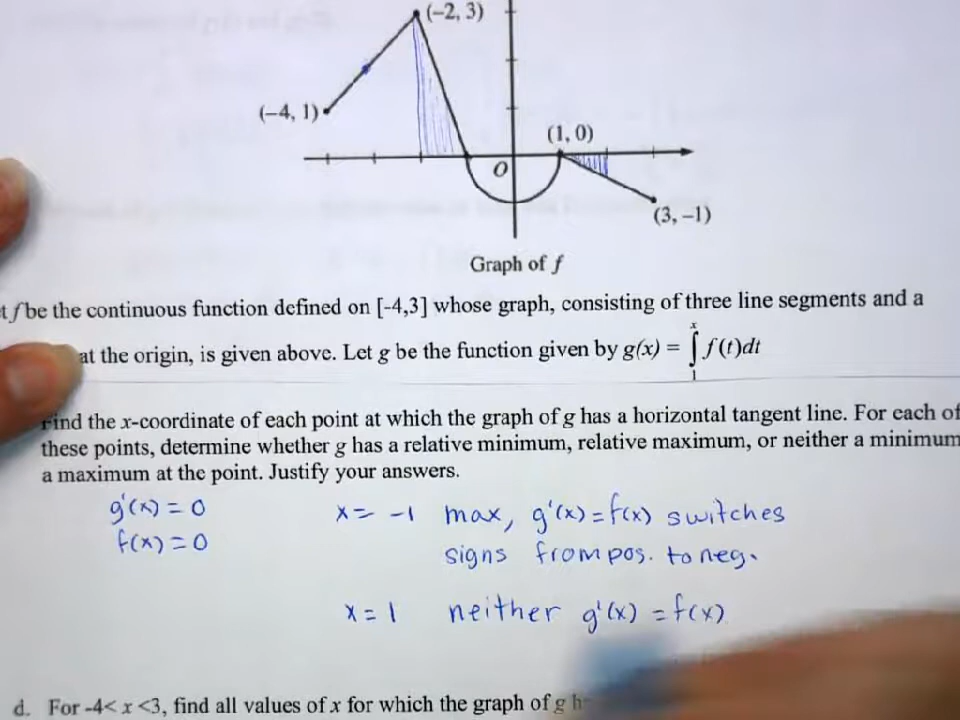 (-2, 3)
(-4, 1)
(1, 0)
O
(3, -1)
Graph of f
f be the continuous function defined on [-4,3] whose graph, consisting of three line segments and a
at the origin, is given above. Let g be the function given by g(x) = ∫₁ˣ f(t)dt
Find the x-coordinate of each point at which the graph of g has a horizontal tangent line. For each of
these points, determine whether g has a relative minimum, relative maximum, or neither a minimum
a maximum at the point. Justify your answers.
g'(x) = 0
f(x) = 0
x = -1 max, g'(x) = f(x) switches
signs from pos. to neg.
x = 1 neither g'(x) = f(x)
d. For -4< x <3, find all values of x for which the graph of g